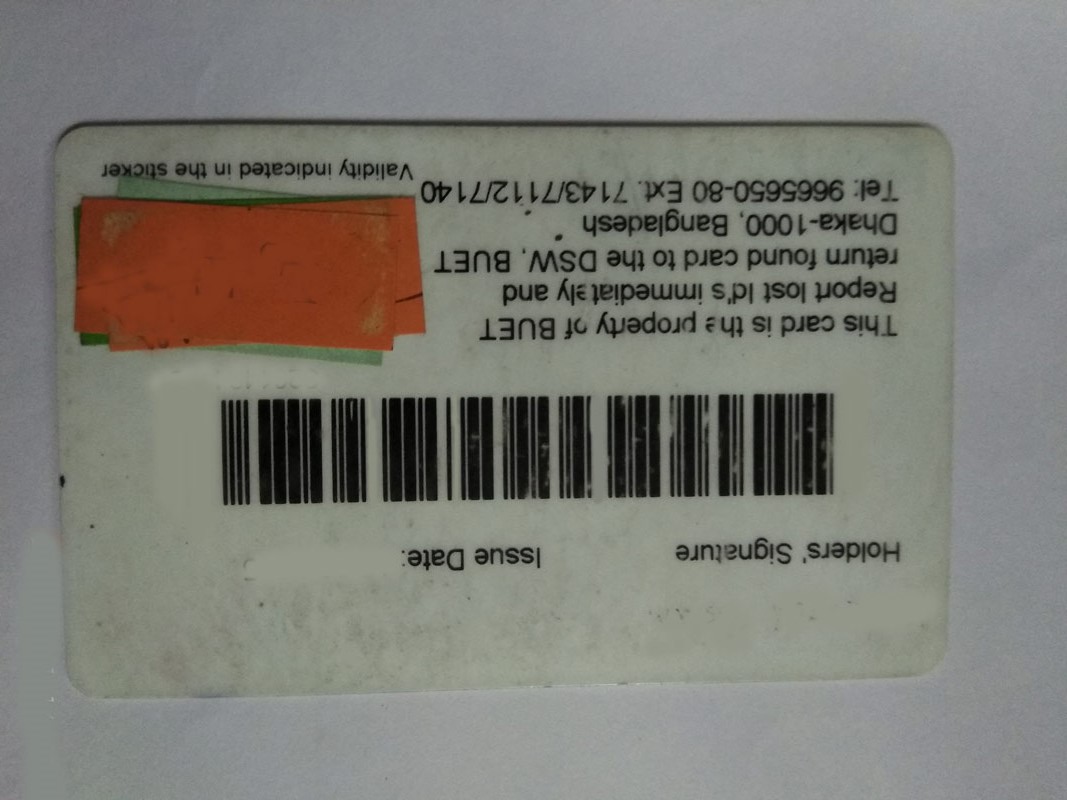 Holders' Signature
Issue Date:
This card is the property of BUET
Report lost Id's immediately and
return found card to the DSW, BUET
Dhaka-1000, Bangladesh
Tel: 9665650-80 Ext. 7143/7112/7140
Validity indicated in the sticker